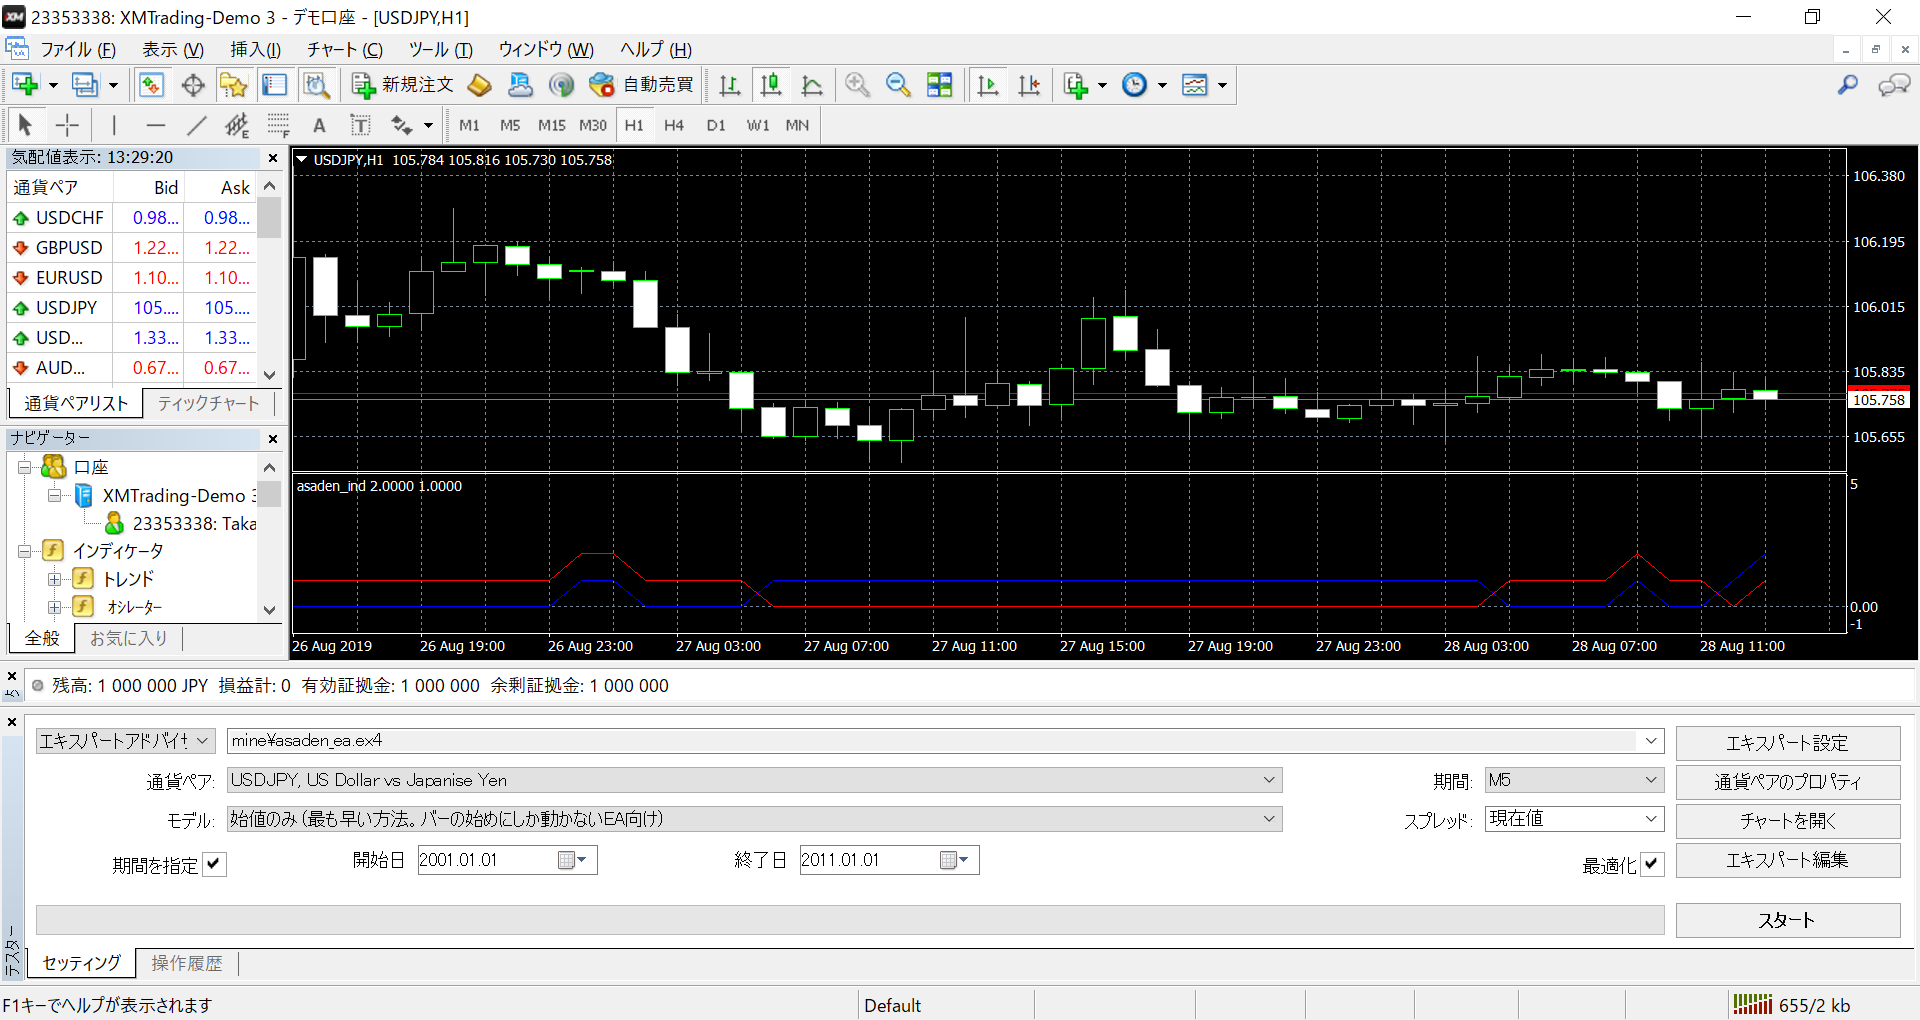 23353338: XMTrading-Demo 3 - デモ口座 - [USDJPY,H1]
ファイル (F) 表示 (V) 挿入(I) チャート (C) ツール (T) ウィンドウ (W) ヘルプ (H)
新規注文 自動売買
E F A T M1 M5 M15 M30 H1 H4 D1 W1 MN
気配値表示: 13:29:20
通貨ペア Bid Ask
USDCHF 0.98... 0.98...
GBPUSD 1.22... 1.22...
EURUSD 1.10... 1.10...
USDJPY 105.... 105....
USD... 1.33... 1.33...
AUD... 0.67... 0.67...
通貨ペアリスト ティックチャート
ナビゲーター
口座
XMTrading-Demo 3
23353338: Taka
インディケータ
トレンド
オシレーター
全般 お気に入り
USDJPY,H1 105.784 105.816 105.730 105.758
106.380
106.195
106.015
105.835
105.758
105.655
asaden_ind 2.0000 1.0000
5
0.00
-1
26 Aug 2019 26 Aug 19:00 26 Aug 23:00 27 Aug 03:00 27 Aug 07:00 27 Aug 11:00 27 Aug 15:00 27 Aug 19:00 27 Aug 23:00 28 Aug 03:00 28 Aug 07:00 28 Aug 11:00
残高: 1 000 000 JPY 損益計: 0 有効証拠金: 1 000 000 余剰証拠金: 1 000 000
エキスパートアドバイザ mine¥asaden_ea.ex4 エキスパート設定
通貨ペア: USDJPY, US Dollar vs Japanise Yen 期間: M5 通貨ペアのプロパティ
モデル: 始値のみ (最も早い方法。バーの始めにしか動かないEA向け) スプレッド: 現在値 チャートを開く
期間を指定 開始日 2001.01.01 終了日 2011.01.01 最適化 エキスパート編集
スタート
テスター
セッティング 操作履歴
F1キーでヘルプが表示されます Default 655/2 kb